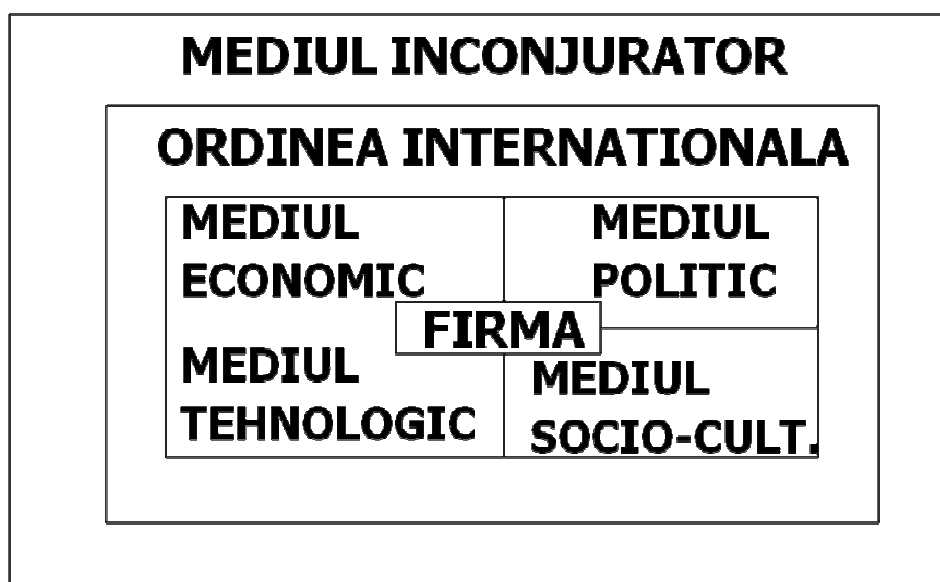 MEDIUL INCONJURATOR
ORDINEA INTERNATIONALA
MEDIUL
ECONOMIC
MEDIUL
POLITIC
FIRMA
MEDIUL
TEHNOLOGIC
MEDIUL
SOCIO-CULT.